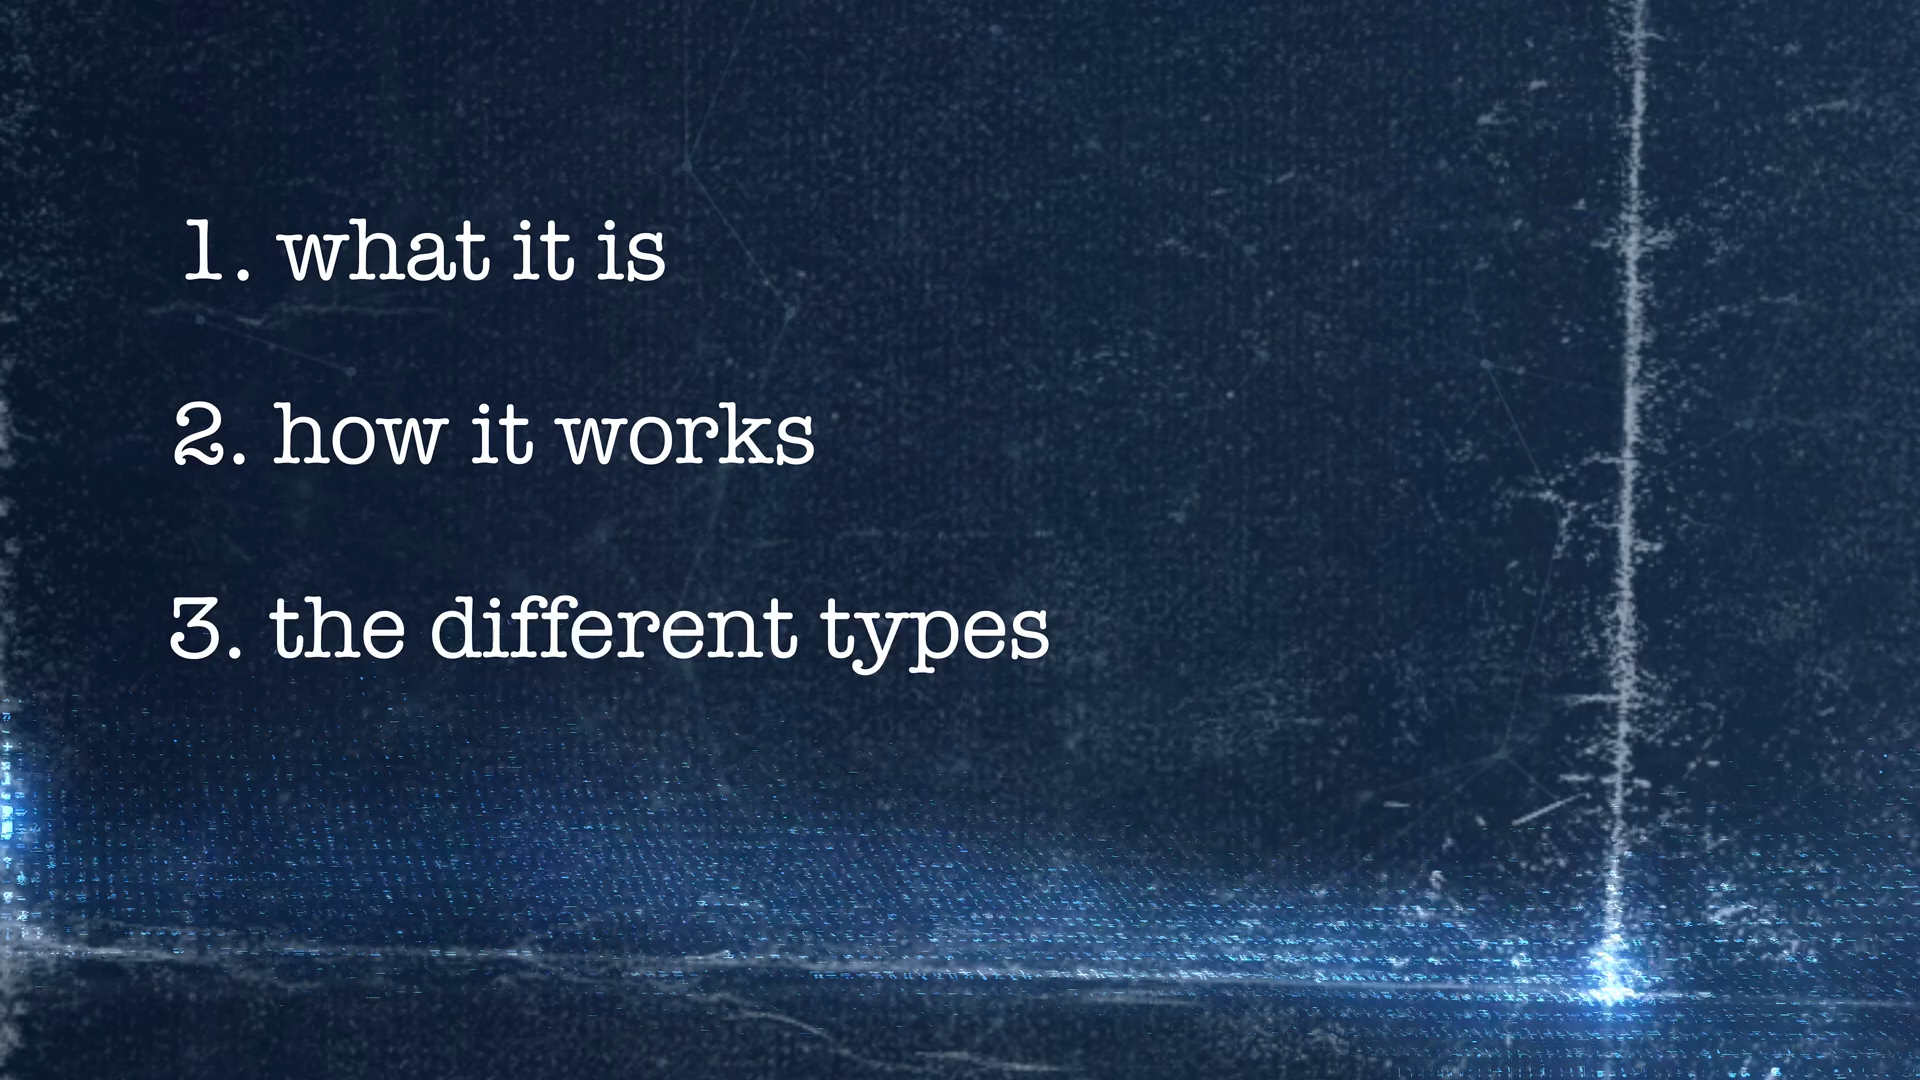 1. what it is
2. how it works
3. the different types